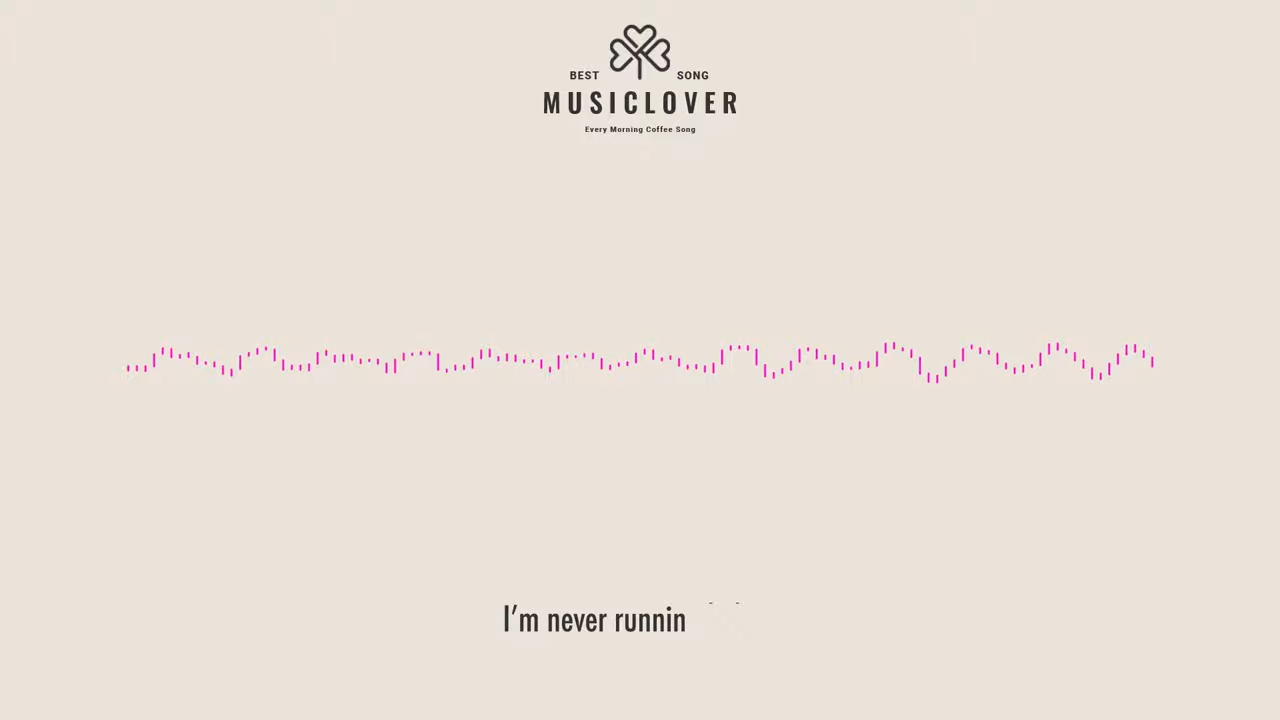 BEST SONG
MUSICLOVER
Every Morning Coffee Song
I'm never runnin